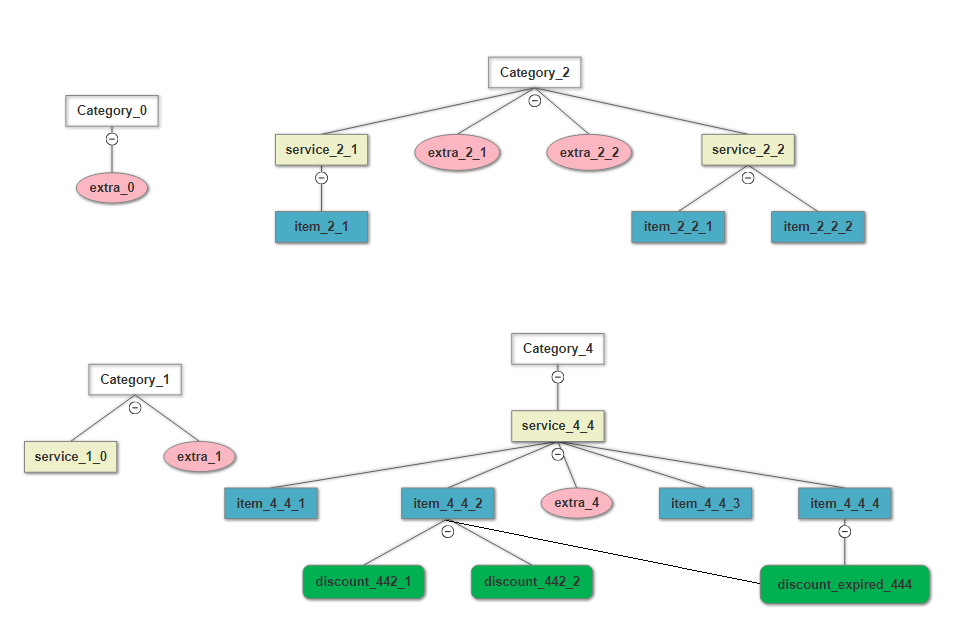 Category_2
Category_0
service_2_1
extra_2_1
extra_2_2
service_2_2
extra_0
item_2_1
item_2_2_1
item_2_2_2
Category_4
Category_1
service_4_4
service_1_0
extra_1
item_4_4_1
item_4_4_2
extra_4
item_4_4_3
item_4_4_4
discount_442_1
discount_442_2
discount_expired_444